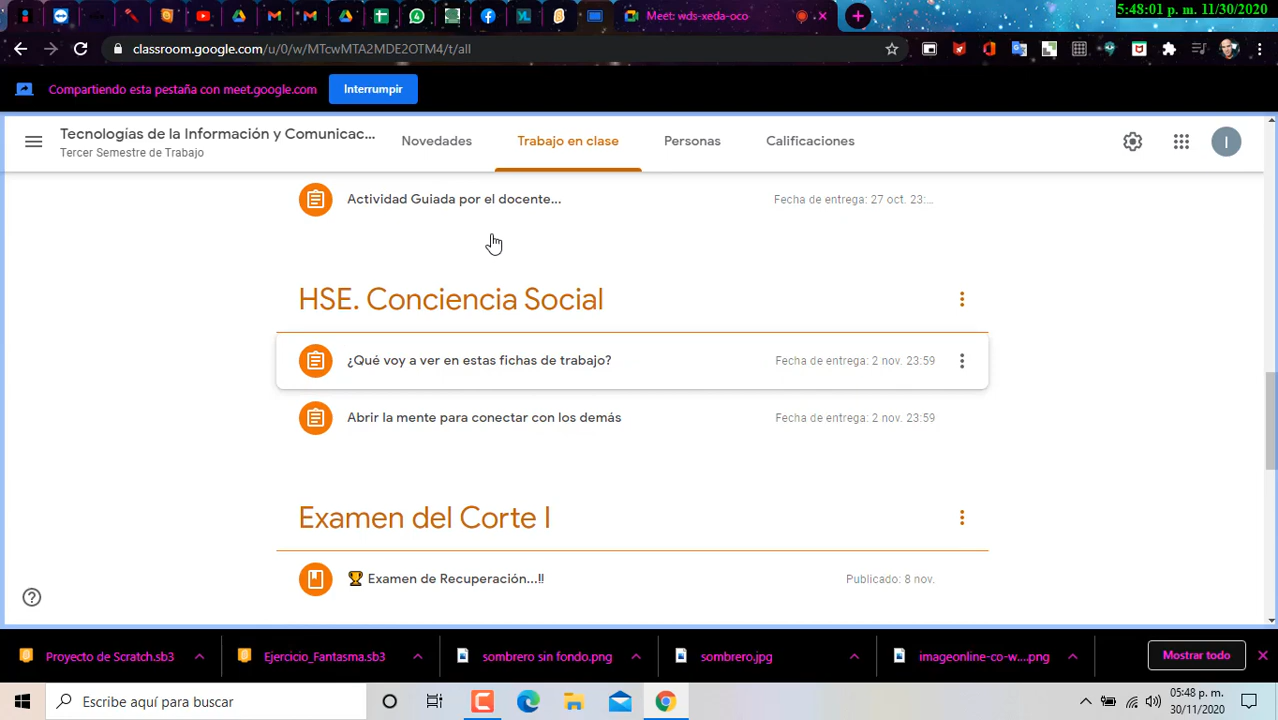 5:48:01 p. m. 11/30/2020
Meet: wds-xeda-oco
classroom.google.com/u/0/w/MTcwMTA2MDE2OTM4/t/all
Compartiendo esta pestaña con meet.google.com
Interrumpir
Tecnologías de la Información y Comunicac...
Tercer Semestre de Trabajo
Novedades
Trabajo en clase
Personas
Calificaciones
I
Actividad Guiada por el docente...
Fecha de entrega: 27 oct. 23:...
HSE. Conciencia Social
¿Qué voy a ver en estas fichas de trabajo?
Fecha de entrega: 2 nov. 23:59
Abrir la mente para conectar con los demás
Fecha de entrega: 2 nov. 23:59
Examen del Corte I
🏆 Examen de Recuperación...!!
Publicado: 8 nov.
Proyecto de Scratch.sb3
Ejercicio_Fantasma.sb3
sombrero sin fondo.png
sombrero.jpg
imageonline-co-w....png
Mostrar todo
Escribe aquí para buscar
05:48 p. m.
30/11/2020